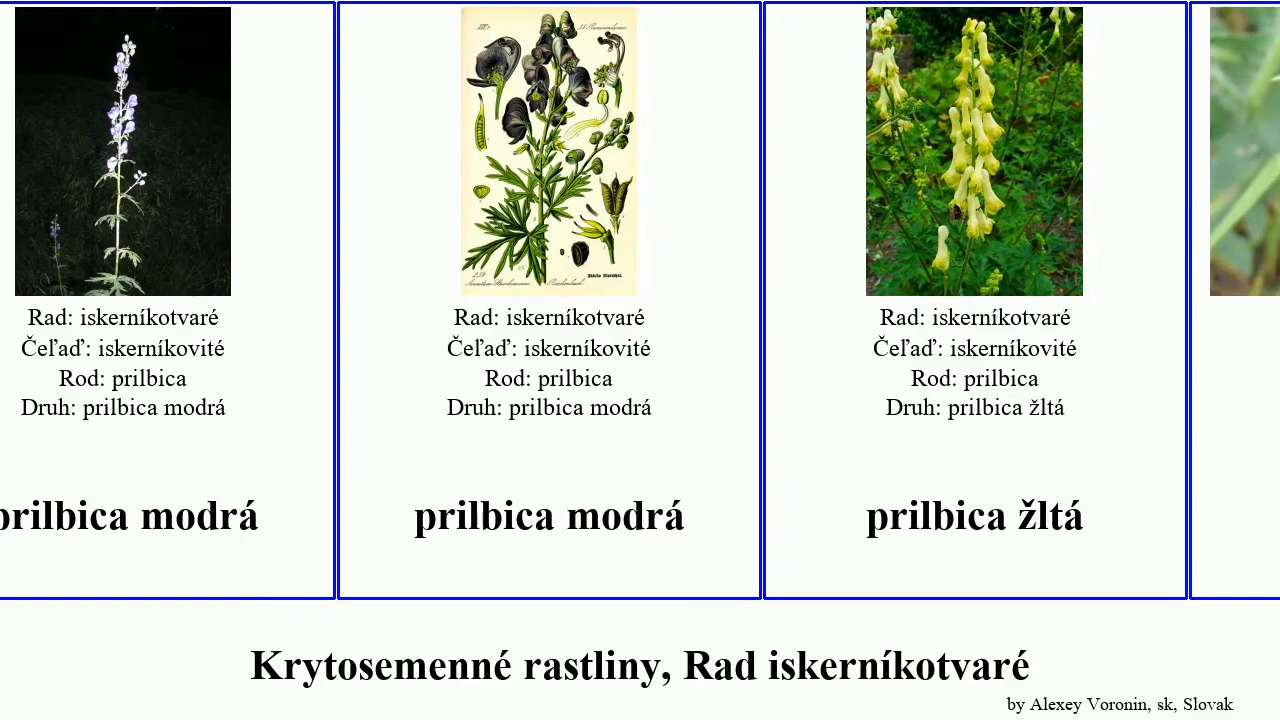 Rad: iskerníkotvaré
Čeľaď: iskerníkovité
Rod: prilbica
Druh: prilbica modrá
prilbica modrá
Rad: iskerníkotvaré
Čeľaď: iskerníkovité
Rod: prilbica
Druh: prilbica modrá
prilbica modrá
Rad: iskerníkotvaré
Čeľaď: iskerníkovité
Rod: prilbica
Druh: prilbica žltá
prilbica žltá
Krytosemenné rastliny, Rad iskerníkotvaré
by Alexey Voronin, sk, Slovak